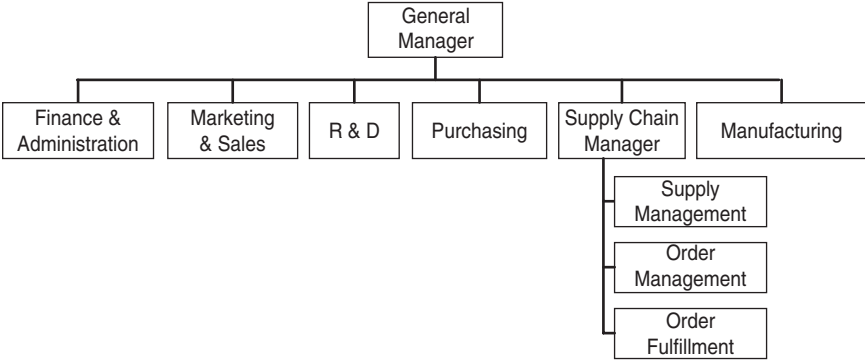 General
Manager
Finance &
Administration
Marketing
& Sales
R & D
Purchasing
Supply Chain
Manager
Manufacturing
Supply
Management
Order
Management
Order
Fulfillment